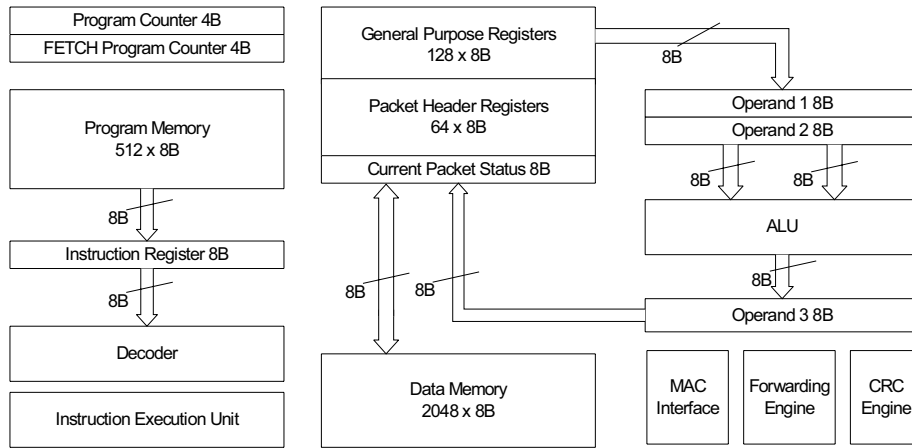 Program Counter 4B
FETCH Program Counter 4B
Program Memory
512 x 8B
8B
Instruction Register 8B
8B
Decoder
Instruction Execution Unit
General Purpose Registers
128 x 8B
Packet Header Registers
64 x 8B
Current Packet Status 8B
8B
8B
Data Memory
2048 x 8B
8B
Operand 1 8B
Operand 2 8B
8B
8B
ALU
8B
Operand 3 8B
MAC
Interface
Forwarding
Engine
CRC
Engine